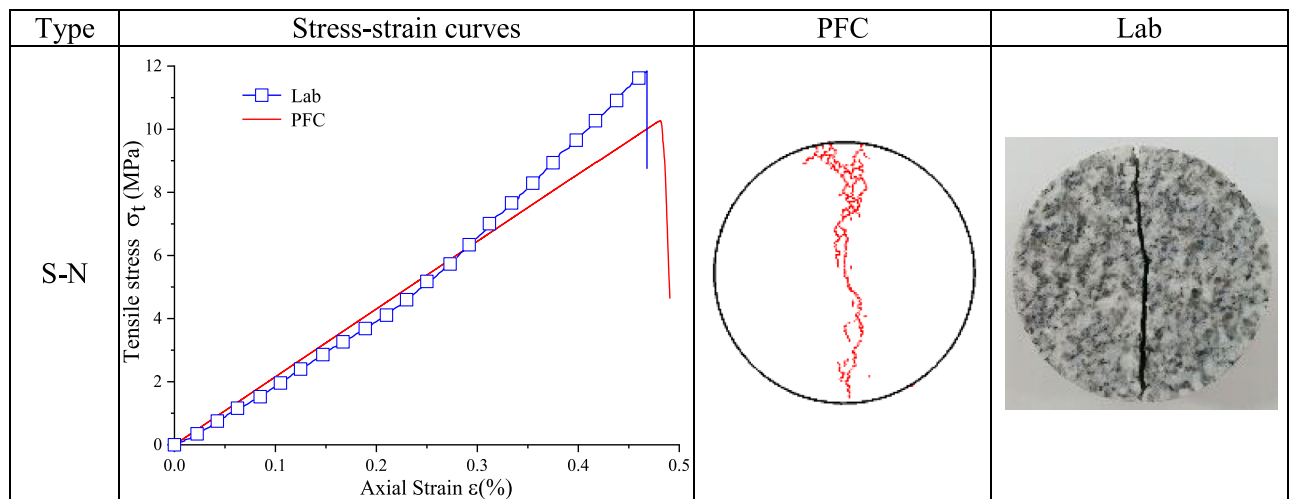 Type Stress-strain curves PFC Lab
S-N
12
10
8
6
4
2
0
Tensile stress σt (MPa)
Lab
PFC
0.0 0.1 0.2 0.3 0.4 0.5
Axial Strain ε(%)